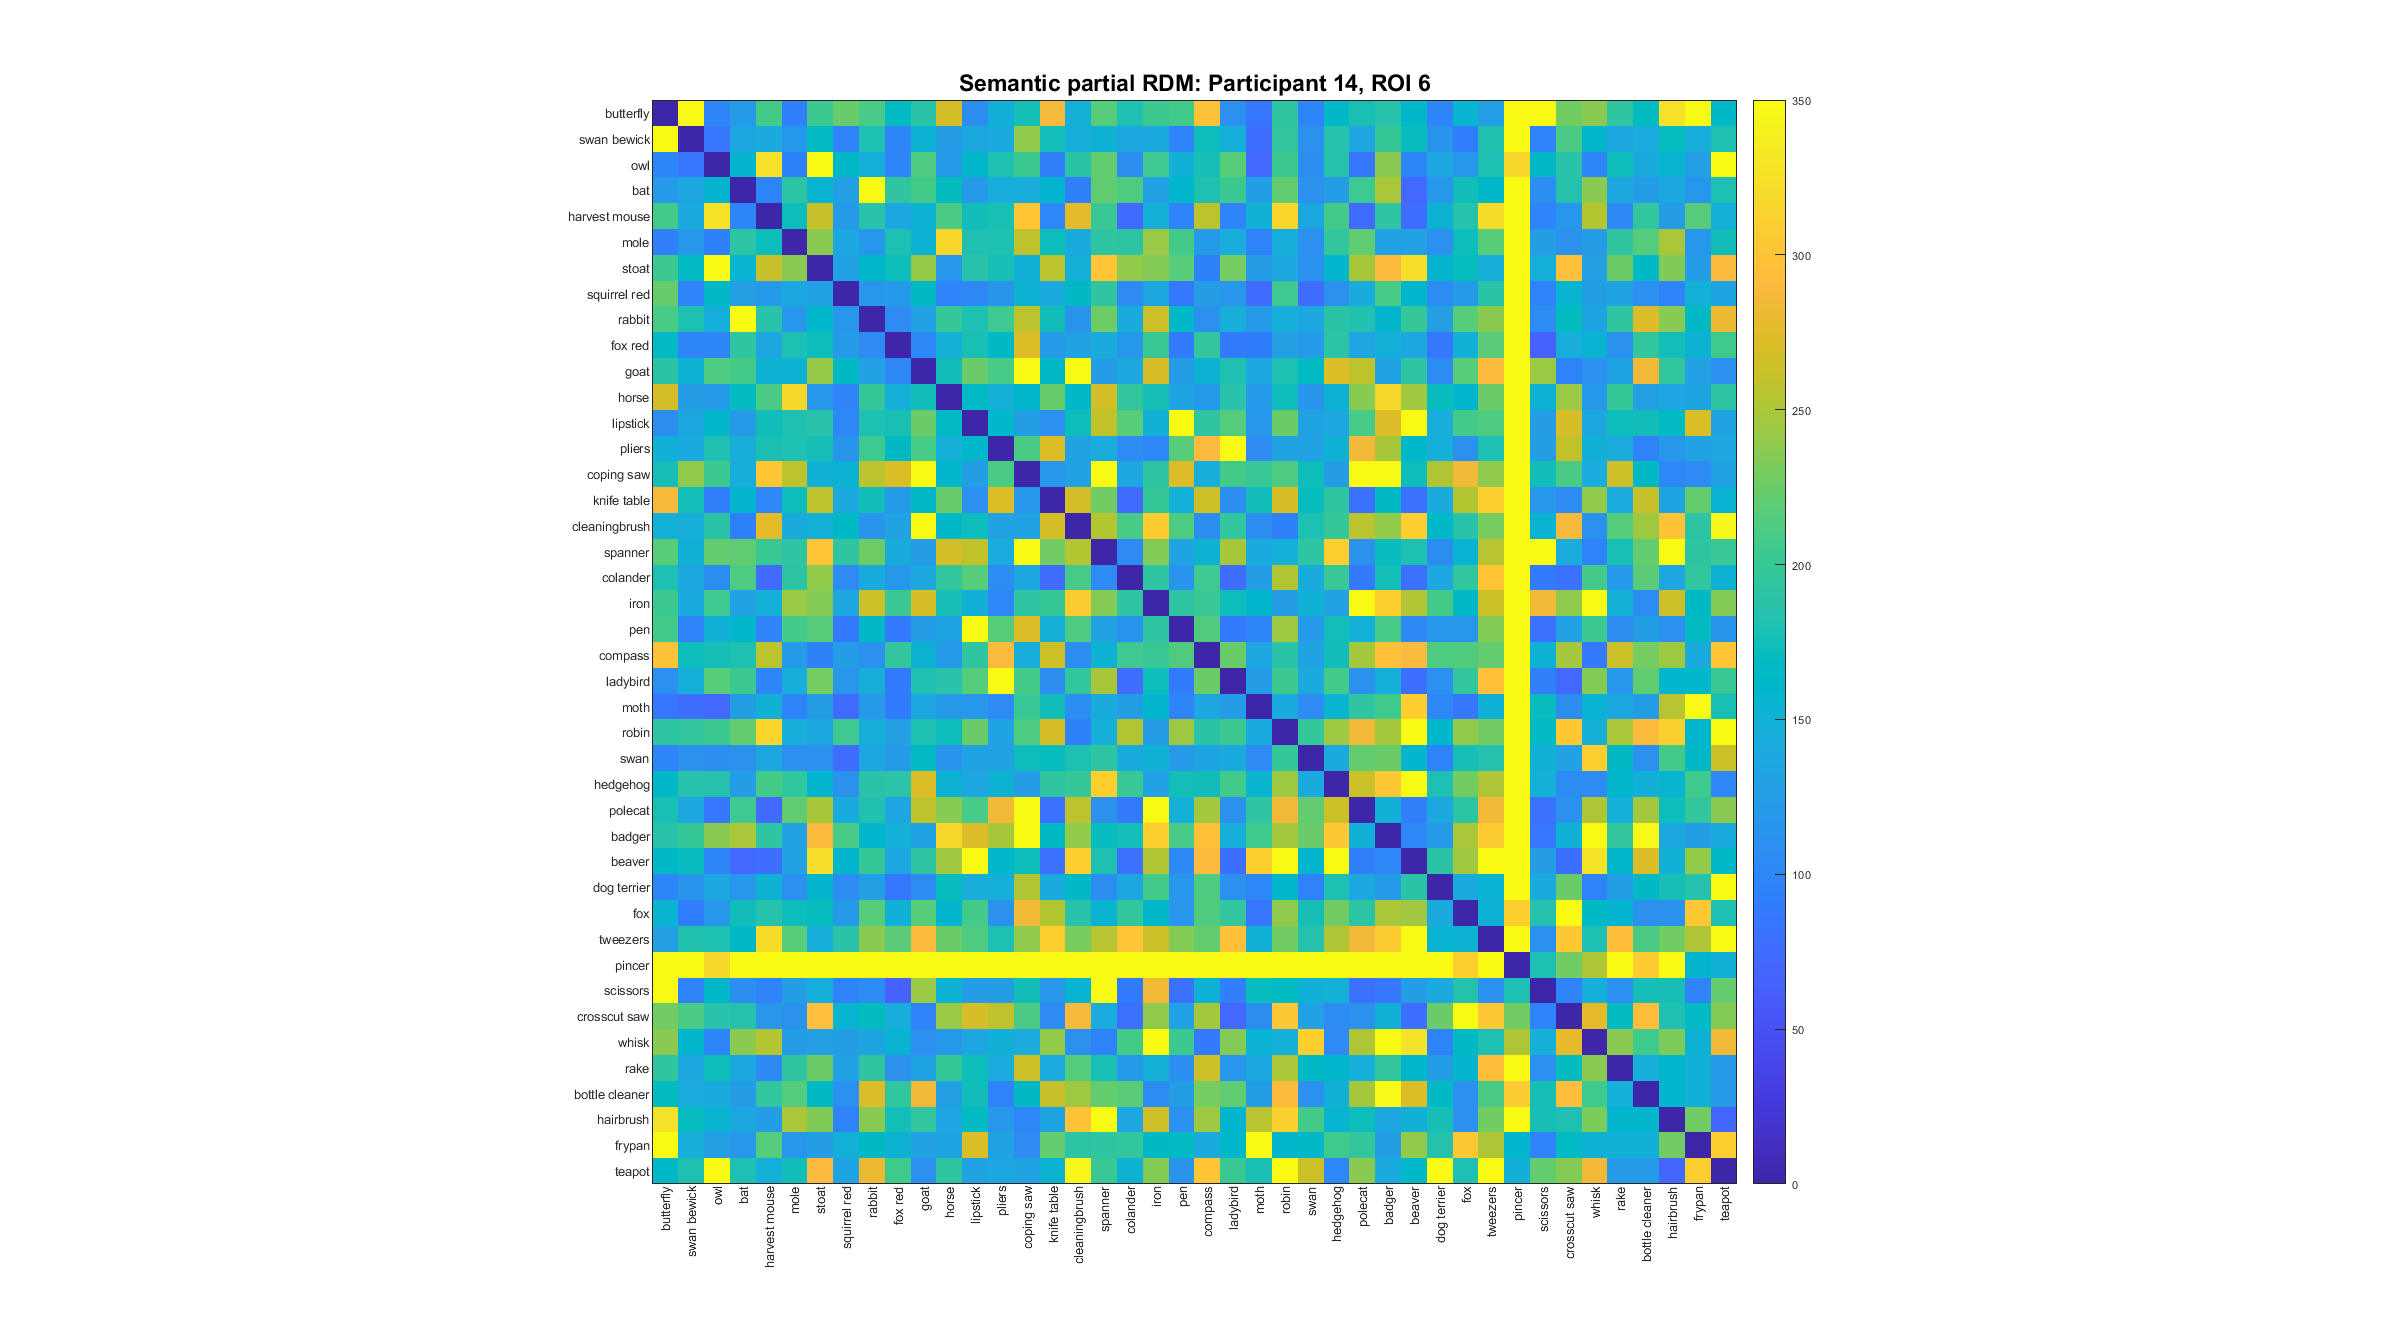 Semantic partial RDM: Participant 14, ROI 6
butterfly
swan bewick
owl
bat
harvest mouse
mole
stoat
squirrel red
rabbit
fox red
goat
horse
lipstick
pliers
coping saw
knife table
cleaningbrush
spanner
colander
iron
pen
compass
ladybird
moth
robin
swan
hedgehog
polecat
badger
beaver
dog terrier
fox
tweezers
pincer
scissors
crosscut saw
whisk
rake
bottle cleaner
hairbrush
frypan
teapot
butterfly
swan bewick
owl
bat
harvest mouse
mole
stoat
squirrel red
rabbit
fox red
goat
horse
lipstick
pliers
coping saw
knife table
cleaningbrush
spanner
colander
iron
pen
compass
ladybird
moth
robin
swan
hedgehog
polecat
badger
beaver
dog terrier
fox
tweezers
pincer
scissors
crosscut saw
whisk
rake
bottle cleaner
hairbrush
frypan
teapot
350
300
250
200
150
100
50
0